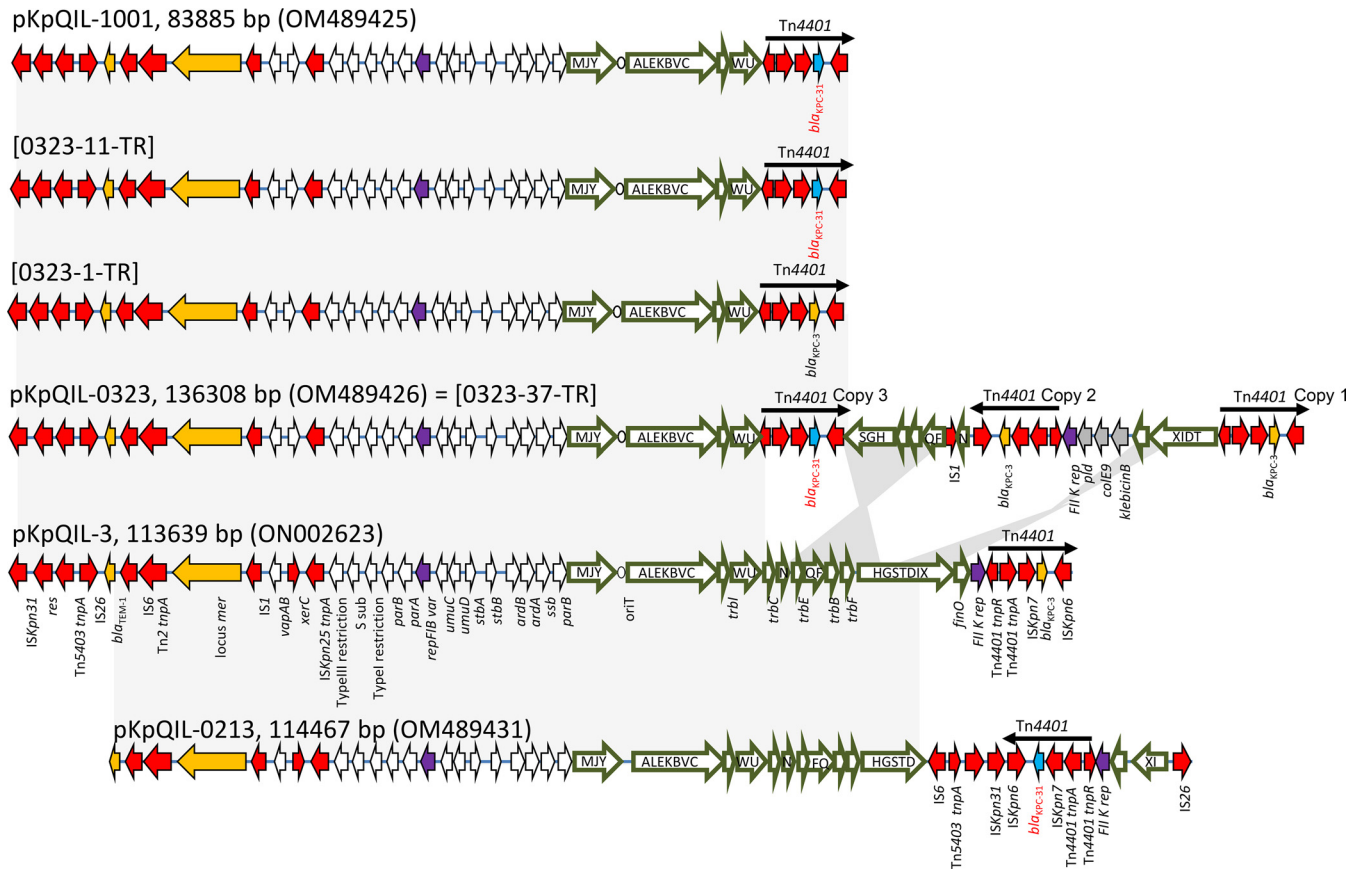 pKpQIL-1001, 83885 bp (OM489425)
Tn4401
MJY O ALEKBVC WU
blaKPC-31
[0323-11-TR]
Tn4401
MJY O ALEKBVC WU
blaKPC-31
[0323-1-TR]
Tn4401
MJY O ALEKBVC WU
blaKPC-3
pKpQIL-0323, 136308 bp (OM489426) = [0323-37-TR]
Tn4401 Copy 3 Tn4401 Copy 2 Tn4401 Copy 1
MJY O ALEKBVC WU SGH QF N XIDT
blaKPC-31 IS1 blaKPC-3 FII K rep pld colE9 klebicinB blaKPC-3
pKpQIL-3, 113639 bp (ON002623)
Tn4401
MJY O ALEKBVC WU N QF HGSTDIX
ISKpn31 res Tn5403 tnpA IS26 blaTEM-1 IS6 Tn2 tnpA locus mer IS1 vapAB xerC ISKpn25 tnpA TypeIII restriction S sub TypeI restriction parB parA repFIB var umuC umuD stbA stbB ardB ardA ssb parB oriT trbI trbC trbE trbB trbF finO FII K rep Tn4401 tnpR Tn4401 tnpA ISKpn7 blaKPC-3 ISKpn6
pKpQIL-0213, 114467 bp (OM489431)
Tn4401
MJY ALEKBVC WU N FQ HGSTD XI
IS6 Tn5403 tnpA ISKpn31 ISKpn6 blaKPC-31 ISKpn7 Tn4401 tnpA Tn4401 tnpR FII K rep IS26